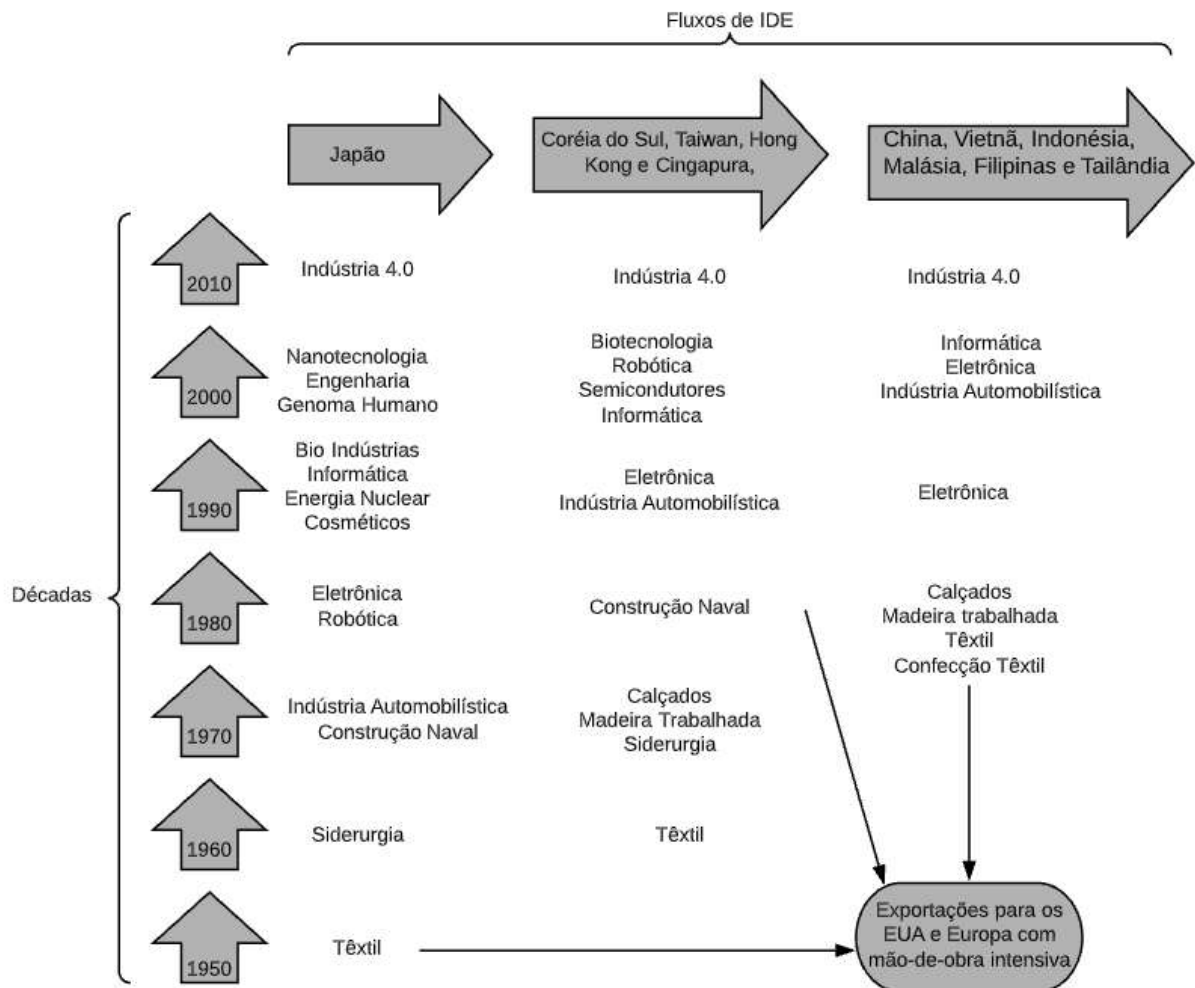 Fluxos de IDE
Japão
Coréia do Sul, Taiwan, Hong
Kong e Cingapura,
China, Vietnã, Indonésia,
Malásia, Filipinas e Tailândia
Décadas
2010
Indústria 4.0
Indústria 4.0
Indústria 4.0
2000
Nanotecnologia
Engenharia
Genoma Humano
Biotecnologia
Robótica
Semicondutores
Informática
Informática
Eletrônica
Indústria Automobilística
1990
Bio Indústrias
Informática
Energia Nuclear
Cosméticos
Eletrônica
Indústria Automobilística
Eletrônica
1980
Eletrônica
Robótica
Construção Naval
Calçados
Madeira trabalhada
Têxtil
Confecção Têxtil
1970
Indústria Automobilística
Construção Naval
Calçados
Madeira Trabalhada
Siderurgia
1960
Siderurgia
Têxtil
1950
Têxtil
Exportações para os
EUA e Europa com
mão-de-obra intensiva